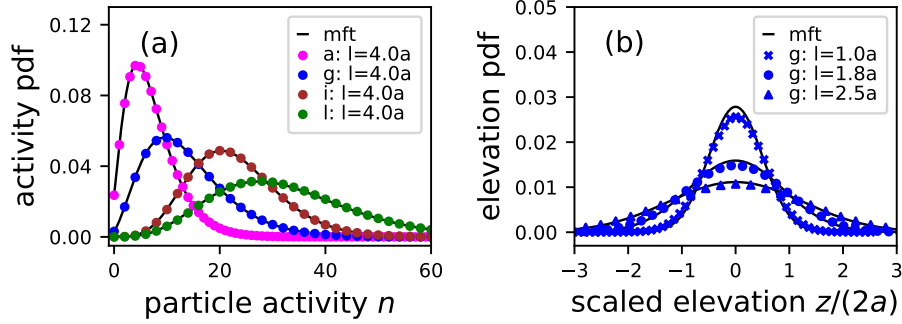 (a)
activity pdf
0.12
0.08
0.04
0.00
0
20
40
60
particle activity n
mft
a: l=4.0a
g: l=4.0a
i: l=4.0a
l: l=4.0a
(b)
elevation pdf
0.05
0.04
0.03
0.02
0.01
0.00
−3
−2
−1
0
1
2
3
scaled elevation z/(2a)
mft
g: l=1.0a
g: l=1.8a
g: l=2.5a